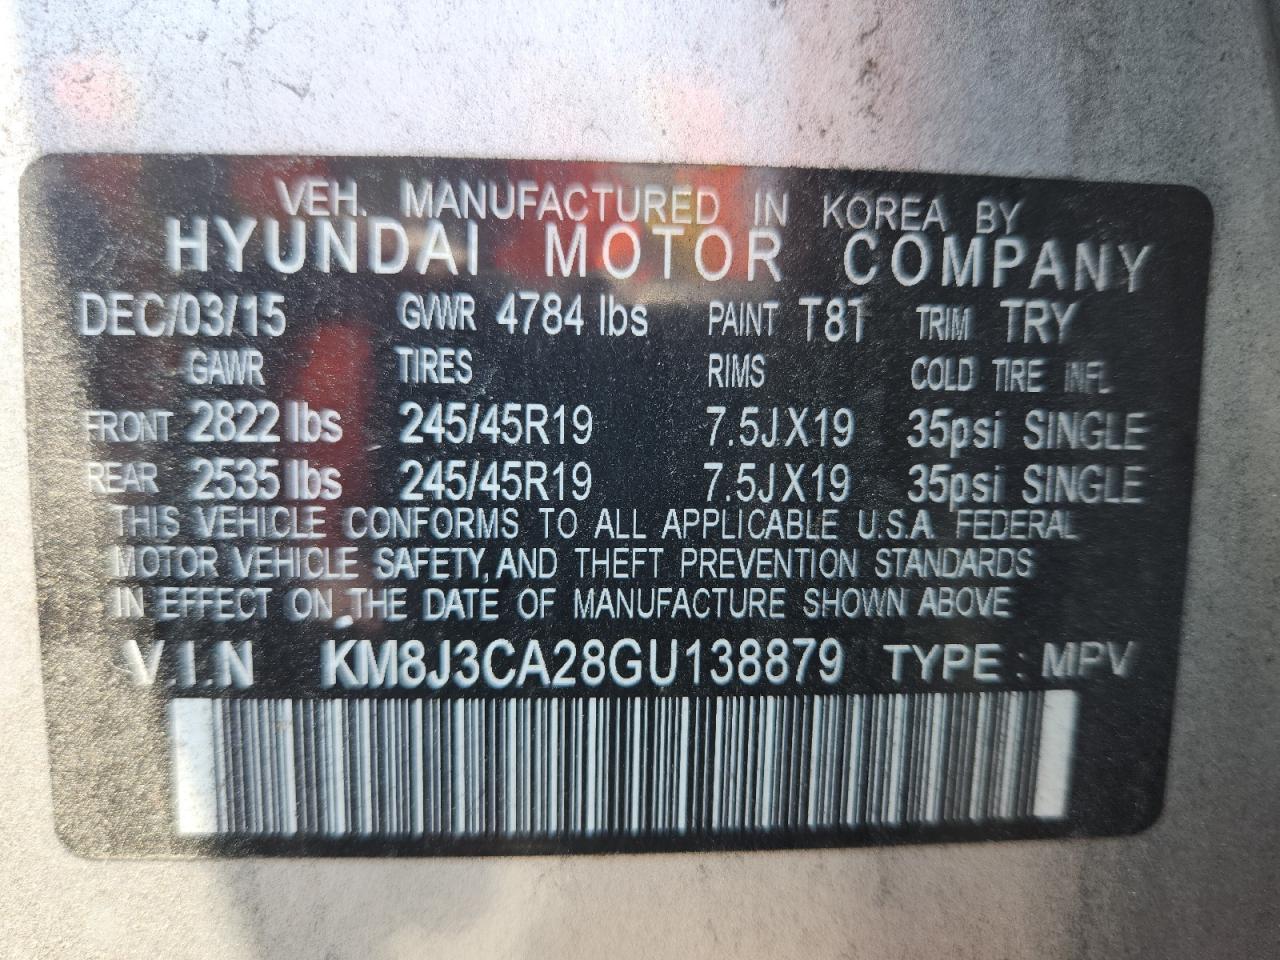 VEH. MANUFACTURED IN KOREA BY
HYUNDAI MOTOR COMPANY
DEC/03/15 GVWR 4784 lbs PAINT T8T TRIM TRY
GAWR TIRES RIMS COLD TIRE INFL
FRONT 2822 lbs 245/45R19 7.5JX19 35psi SINGLE
REAR 2535 lbs 245/45R19 7.5JX19 35psi SINGLE
THIS VEHICLE CONFORMS TO ALL APPLICABLE U.S.A. FEDERAL
MOTOR VEHICLE SAFETY, AND THEFT PREVENTION STANDARDS
IN EFFECT ON THE DATE OF MANUFACTURE SHOWN ABOVE
V.I.N KM8J3CA28GU138879 TYPE : MPV